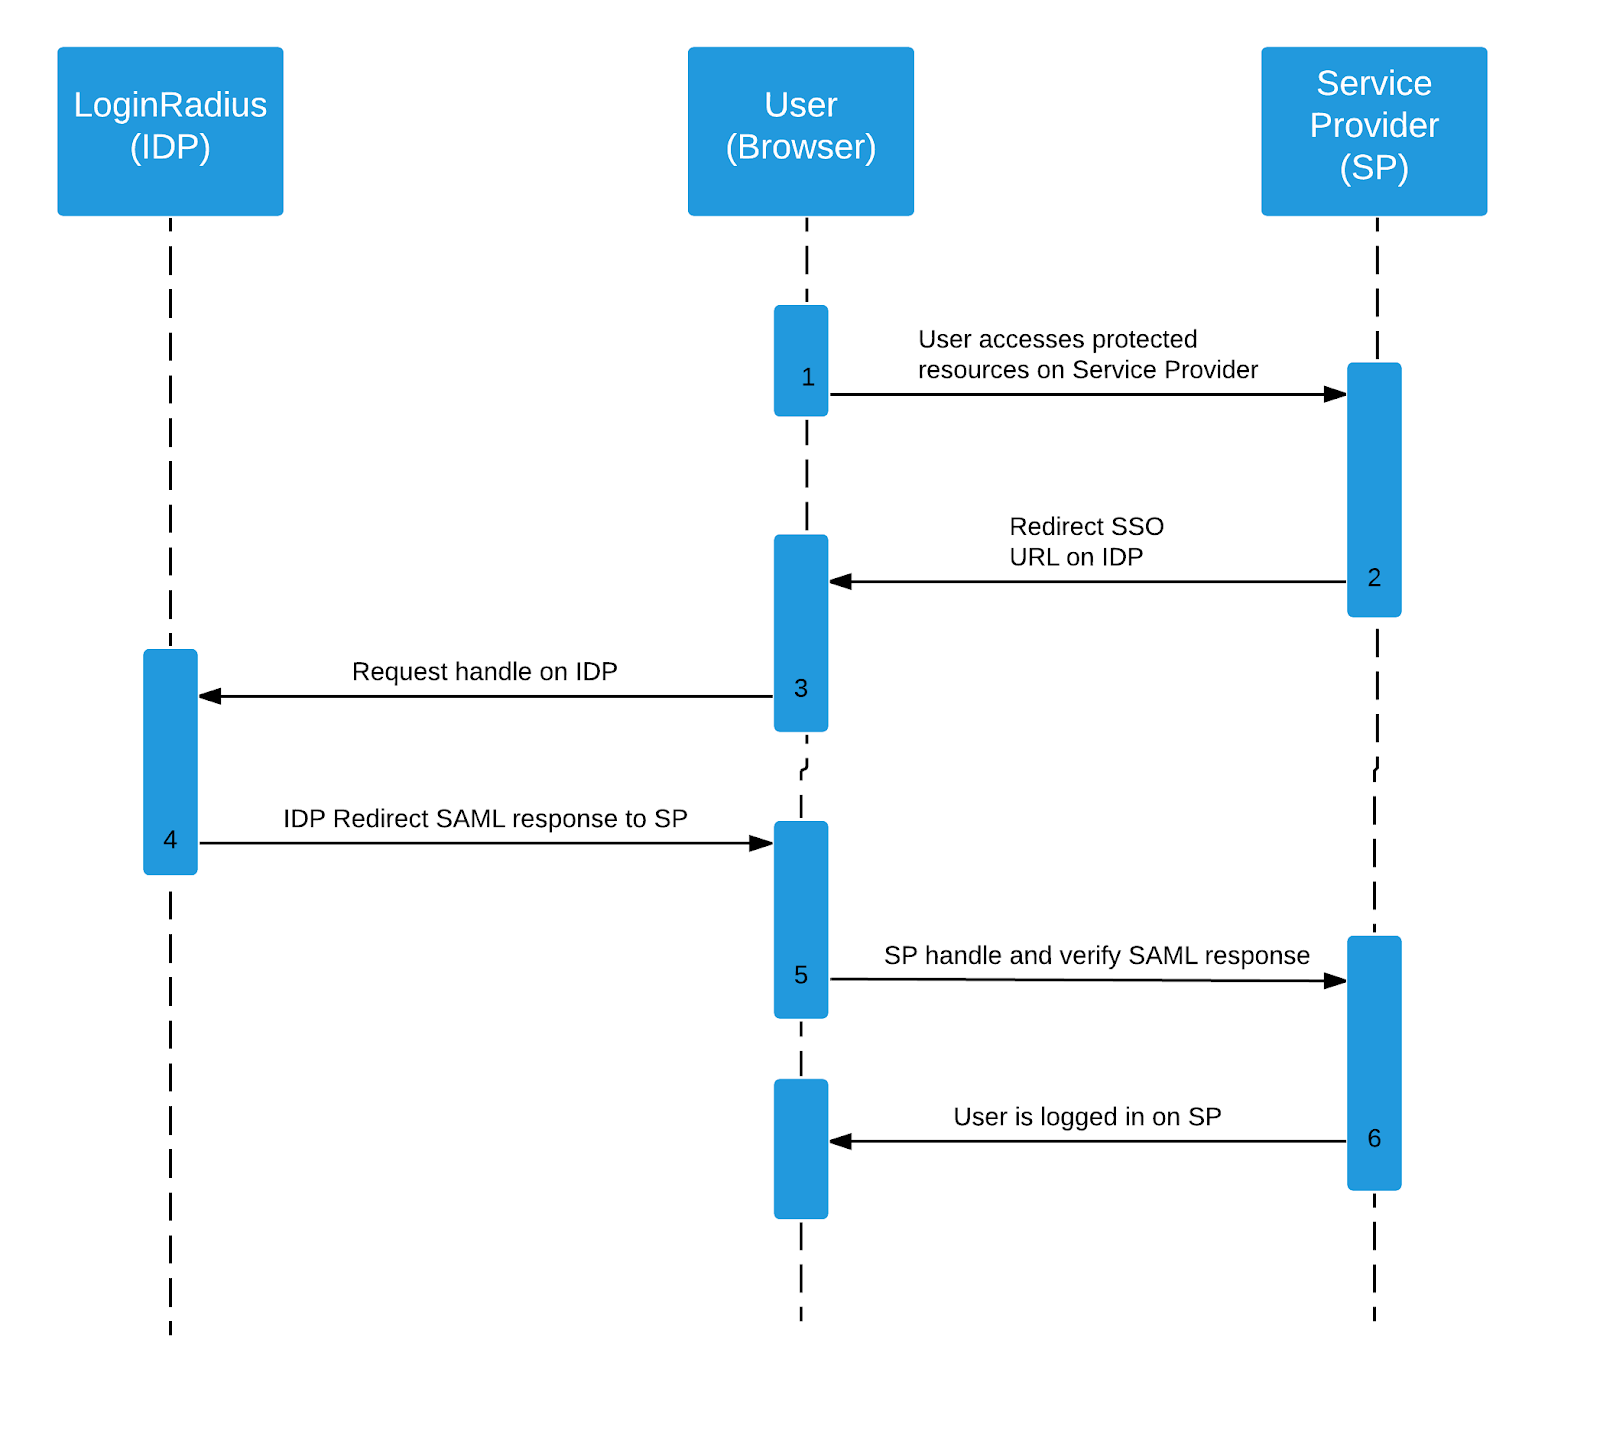 LoginRadius
(IDP)
User
(Browser)
Service
Provider
(SP)
User accesses protected
resources on Service Provider
1
Redirect SSO
URL on IDP
2
Request handle on IDP
3
IDP Redirect SAML response to SP
4
SP handle and verify SAML response
5
User is logged in on SP
6